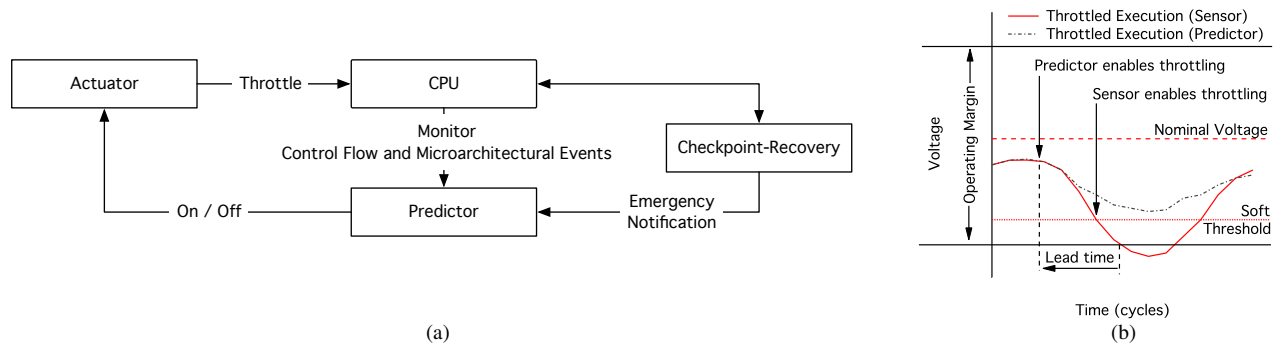 Actuator
Throttle
CPU
Monitor
Control Flow and Microarchitectural Events
Checkpoint-Recovery
On / Off
Predictor
Emergency
Notification
(a)
Throttled Execution (Sensor)
Throttled Execution (Predictor)
Predictor enables throttling
Sensor enables throttling
Voltage
Operating Margin
Nominal Voltage
Soft
Threshold
Lead time
Time (cycles)
(b)